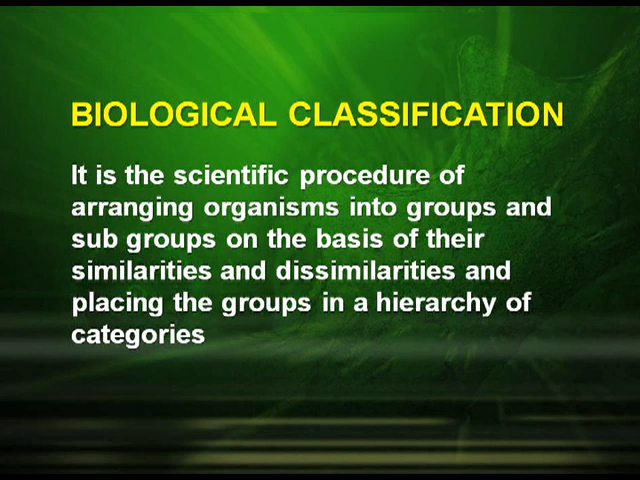 BIOLOGICAL CLASSIFICATION
It is the scientific procedure of
arranging organisms into groups and
sub groups on the basis of their
similarities and dissimilarities and
placing the groups in a hierarchy of
categories